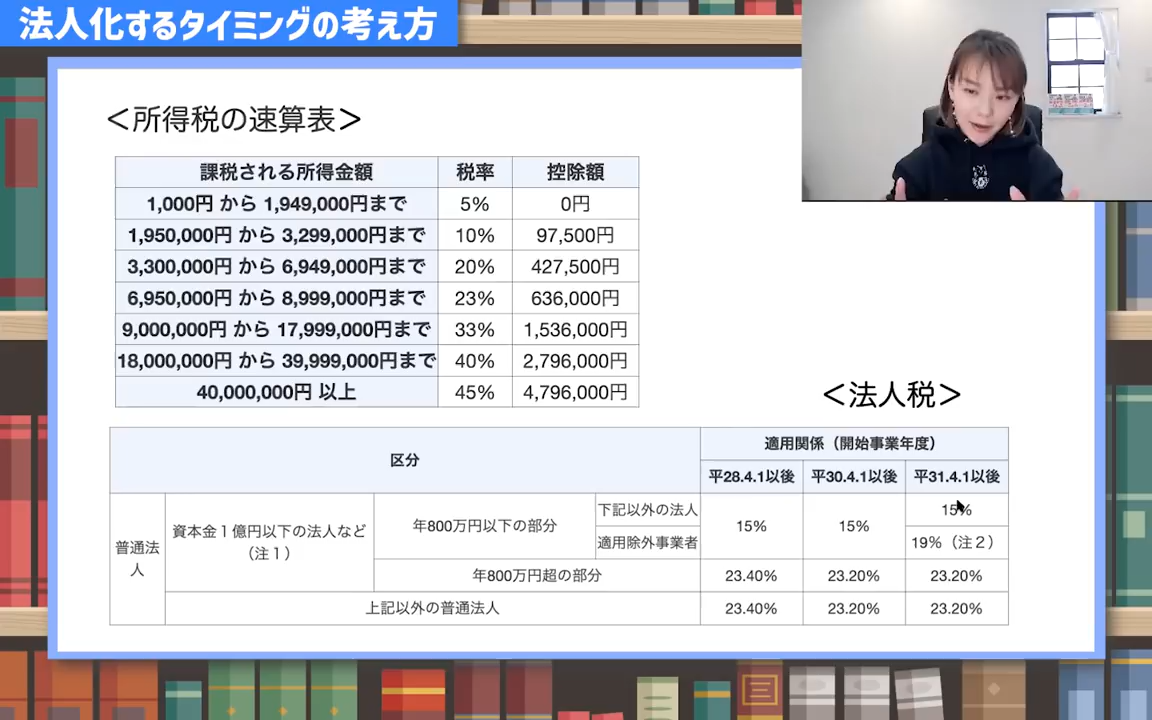 法人化するタイミングの考え方
＜所得税の速算表＞
課税される所得金額 税率 控除額
1,000円 から 1,949,000円まで 5% 0円
1,950,000円 から 3,299,000円まで 10% 97,500円
3,300,000円 から 6,949,000円まで 20% 427,500円
6,950,000円 から 8,999,000円まで 23% 636,000円
9,000,000円 から 17,999,000円まで 33% 1,536,000円
18,000,000円 から 39,999,000円まで 40% 2,796,000円
40,000,000円 以上 45% 4,796,000円
＜法人税＞
区分
適用関係（開始事業年度）
平28.4.1以後 平30.4.1以後 平31.4.1以後
普通法
人
資本金１億円以下の法人など
（注１）
年800万円以下の部分
下記以外の法人
適用除外事業者
15% 15% 15%
19%（注２）
年800万円超の部分 23.40% 23.20% 23.20%
上記以外の普通法人 23.40% 23.20% 23.20%